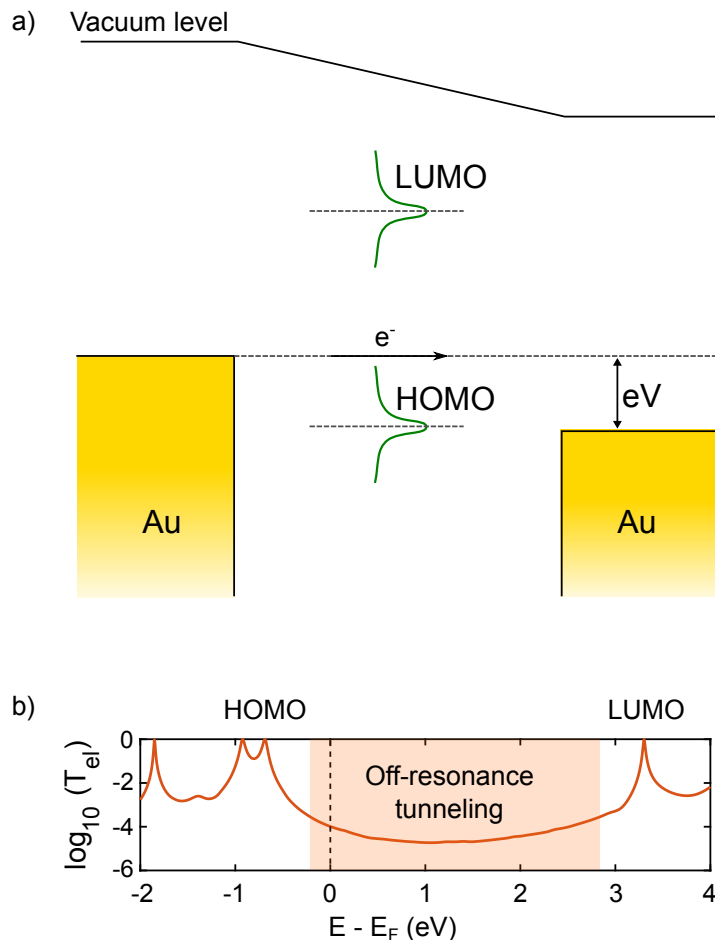 a) Vacuum level
LUMO
e-
HOMO
eV
Au
Au
b)
HOMO
LUMO
0
-2
-4
-6
log10 (Tel)
Off-resonance
tunneling
-2 -1 0 1 2 3 4
E - EF (eV)